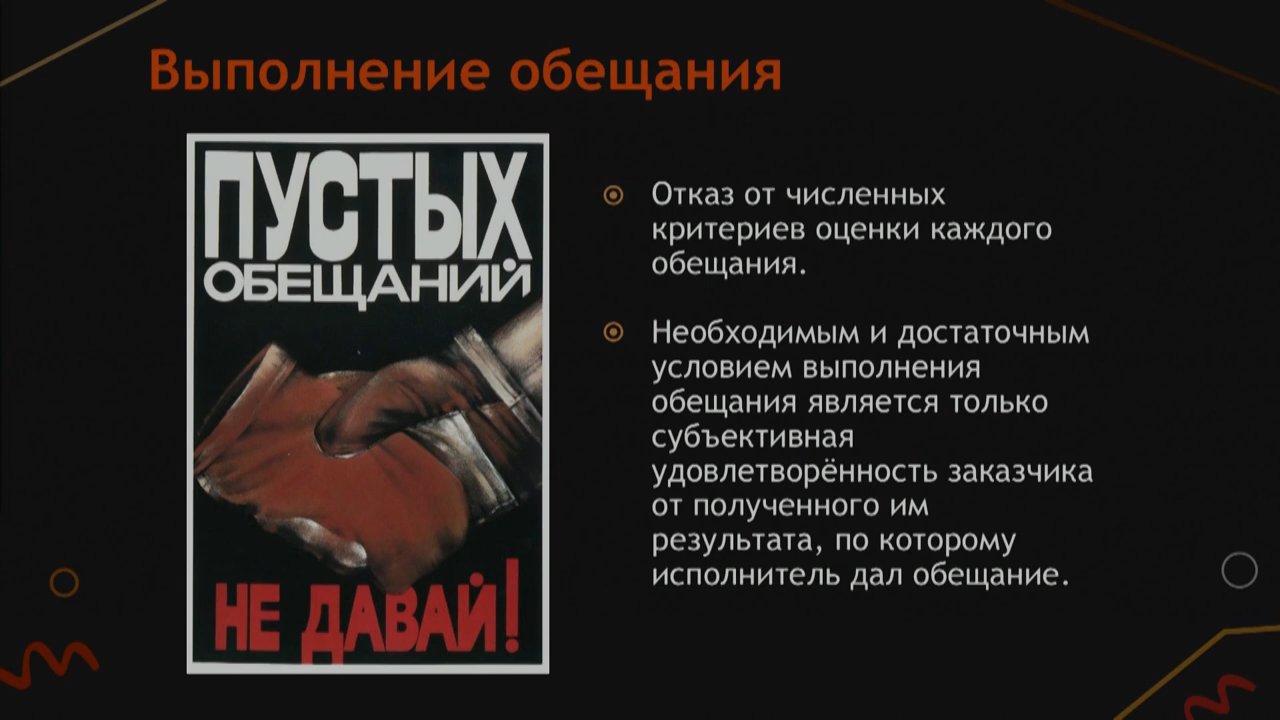 Выполнение обещания
ПУСТЫХ
ОБЕЩАНИЙ
НЕ ДАВАЙ!
Отказ от численных
критериев оценки каждого
обещания.
Необходимым и достаточным
условием выполнения
обещания является только
субъективная
удовлетворённость заказчика
от полученного им
результата, по которому
исполнитель дал обещание.